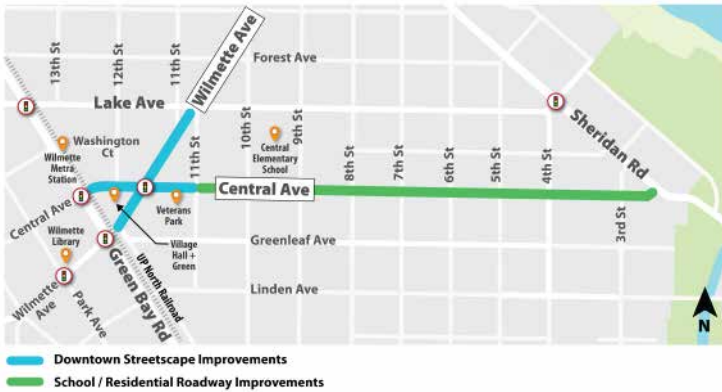 13th St
12th St
11th St
Wilmette Ave
Forest Ave
Lake Ave
Washington
Ct
10th St
9th St
Central
Elementary
School
Sheridan Rd
Wilmette
Metra
Station
11th St
8th St
7th St
6th St
5th St
4th St
Central Ave
Central Ave
Veterans
Park
3rd St
Wilmette
Library
Village
Hall +
Green
Greenleaf Ave
Green Bay Rd
UP North Railroad
Linden Ave
Wilmette
Ave
Park Ave
N
Downtown Streetscape Improvements
School / Residential Roadway Improvements